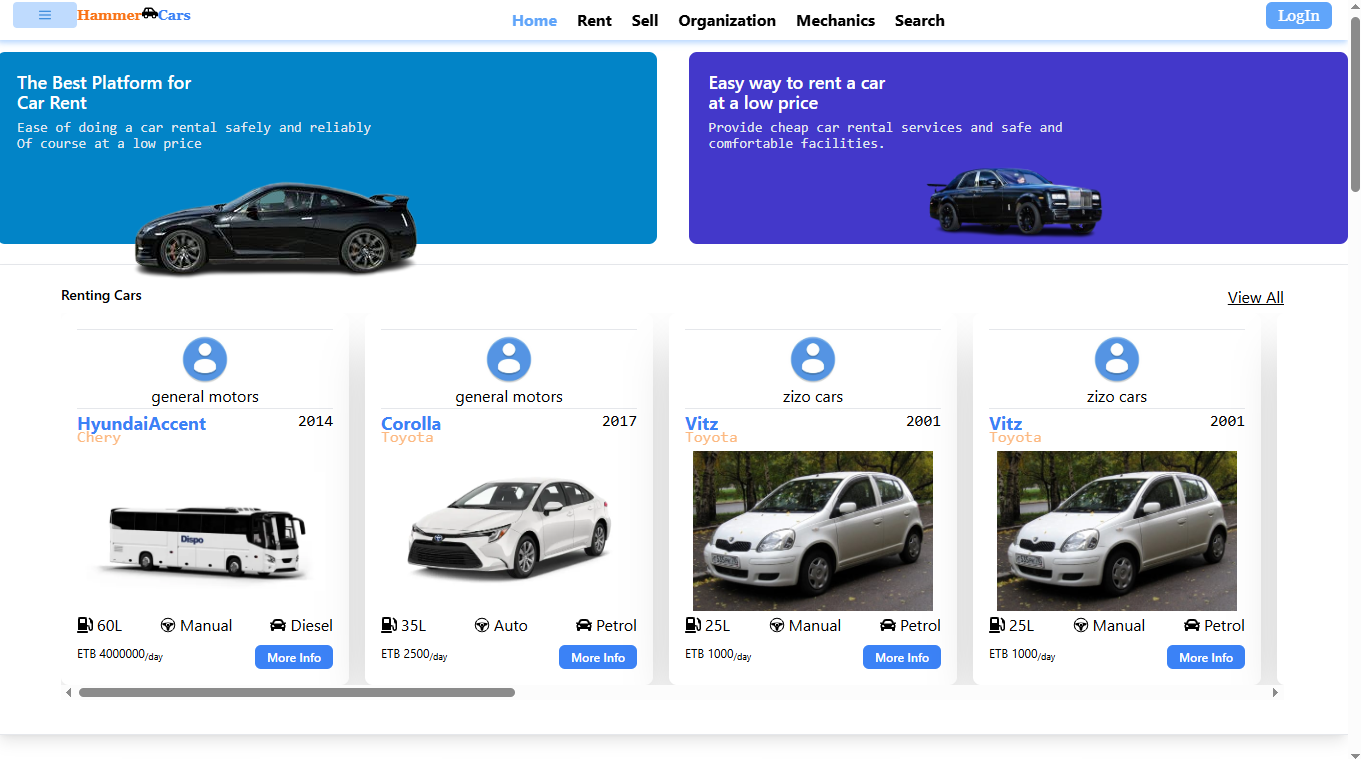 HammerCars
Home Rent Sell Organization Mechanics Search
LogIn
The Best Platform for
Car Rent
Ease of doing a car rental safely and reliably
Of course at a low price
Easy way to rent a car
at a low price
Provide cheap car rental services and safe and
comfortable facilities.
Renting Cars
View All
general motors
HyundaiAccent 2014
Chery
Dispo
60L Manual Diesel
ETB 4000000/day More Info
general motors
Corolla 2017
Toyota
35L Auto Petrol
ETB 2500/day More Info
zizo cars
Vitz 2001
Toyota
25L Manual Petrol
ETB 1000/day More Info
zizo cars
Vitz 2001
Toyota
25L Manual Petrol
ETB 1000/day More Info